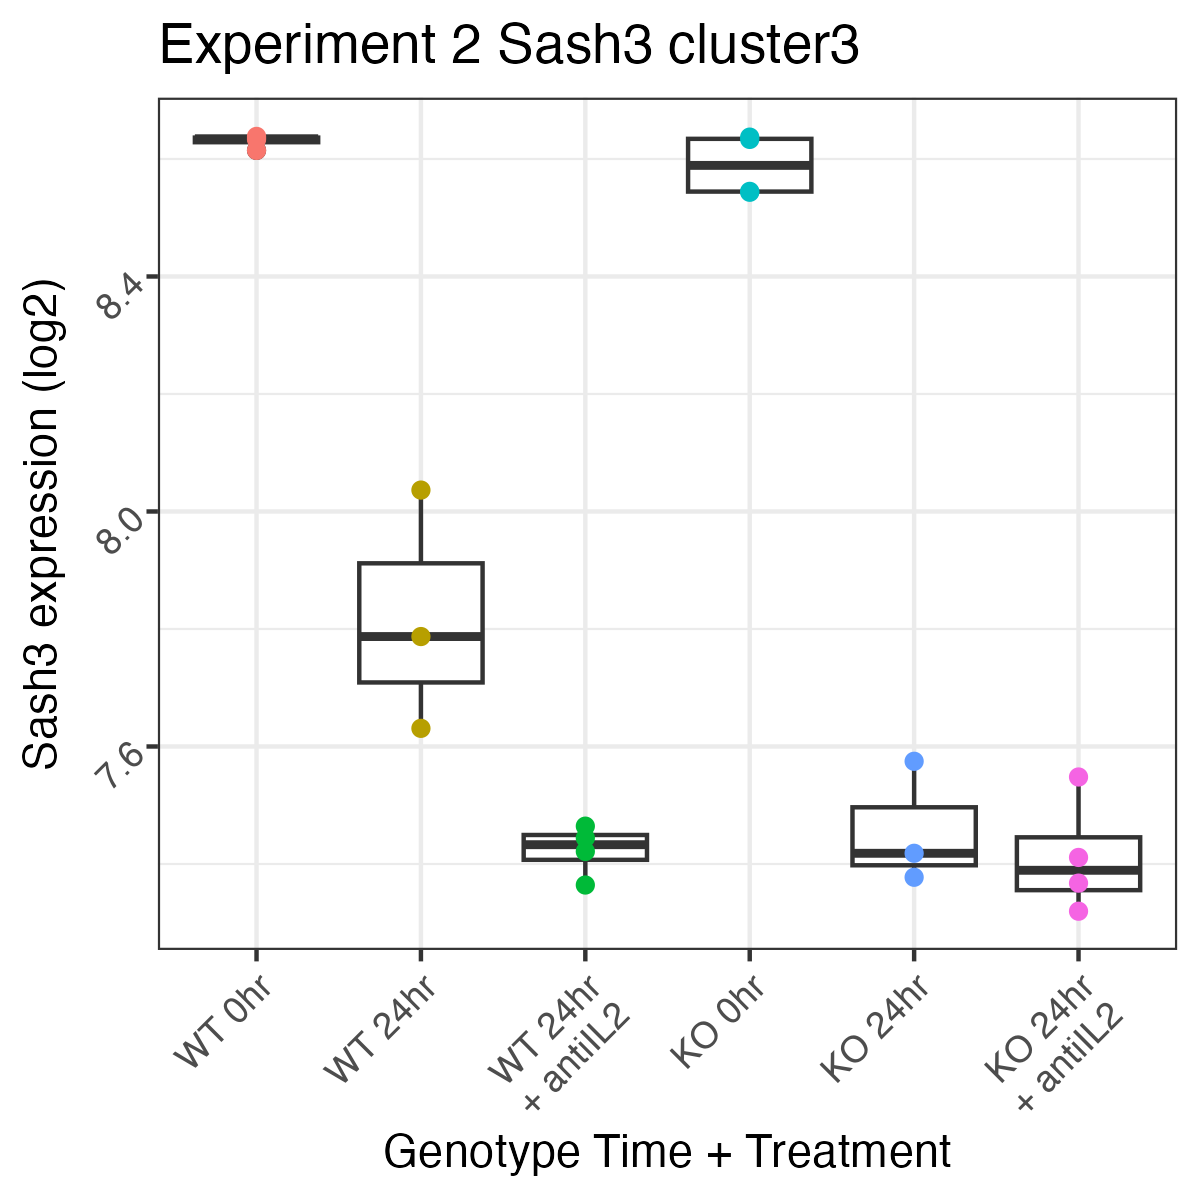 Experiment 2 Sash3 cluster3
Sash3 expression (log2)
8.4
8.0
7.6
WT 0hr
WT 24hr
WT 24hr
+ antiIL2
KO 0hr
KO 24hr
KO 24hr
+ antiIL2
Genotype Time + Treatment